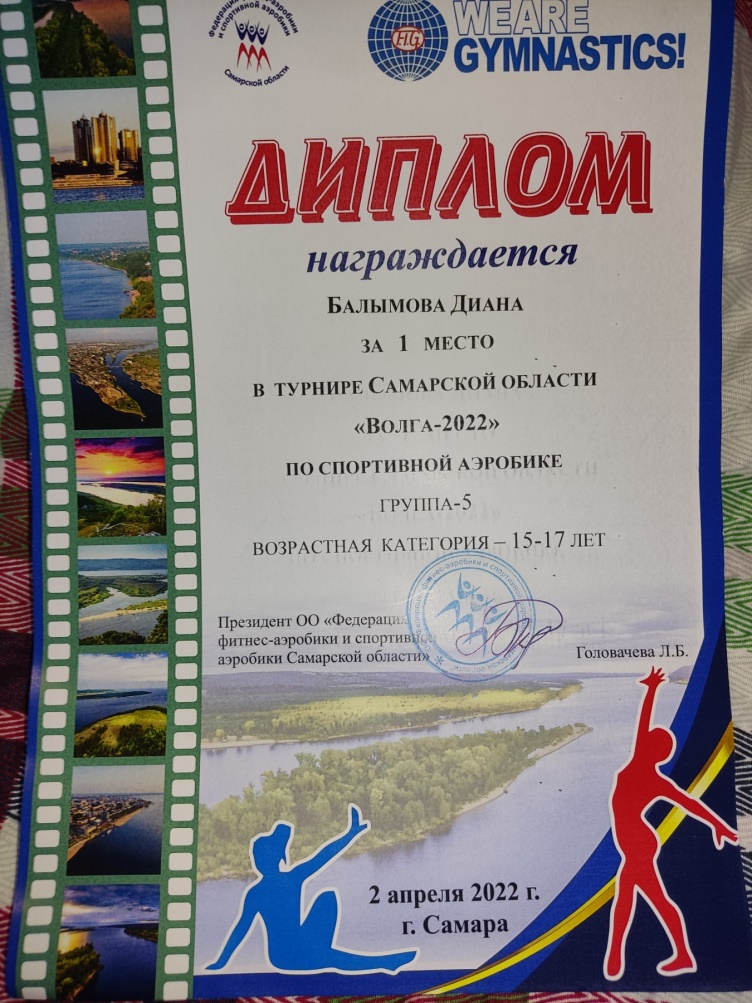 и спортивной аэробики
Самарской области
F.I.G.
WE ARE
GYMNASTICS!
ДИПЛОМ
награждается
БАЛЫМОВА ДИАНА
ЗА 1 МЕСТО
В ТУРНИРЕ САМАРСКОЙ ОБЛАСТИ
«ВОЛГА-2022»
ПО СПОРТИВНОЙ АЭРОБИКЕ
ГРУППА-5
ВОЗРАСТНАЯ КАТЕГОРИЯ – 15-17 ЛЕТ
Президент ОО «Федерация
фитнес-аэробики и спортивной
аэробики Самарской области»
Головачева Л.Б.
2 апреля 2022 г.
г. Самара